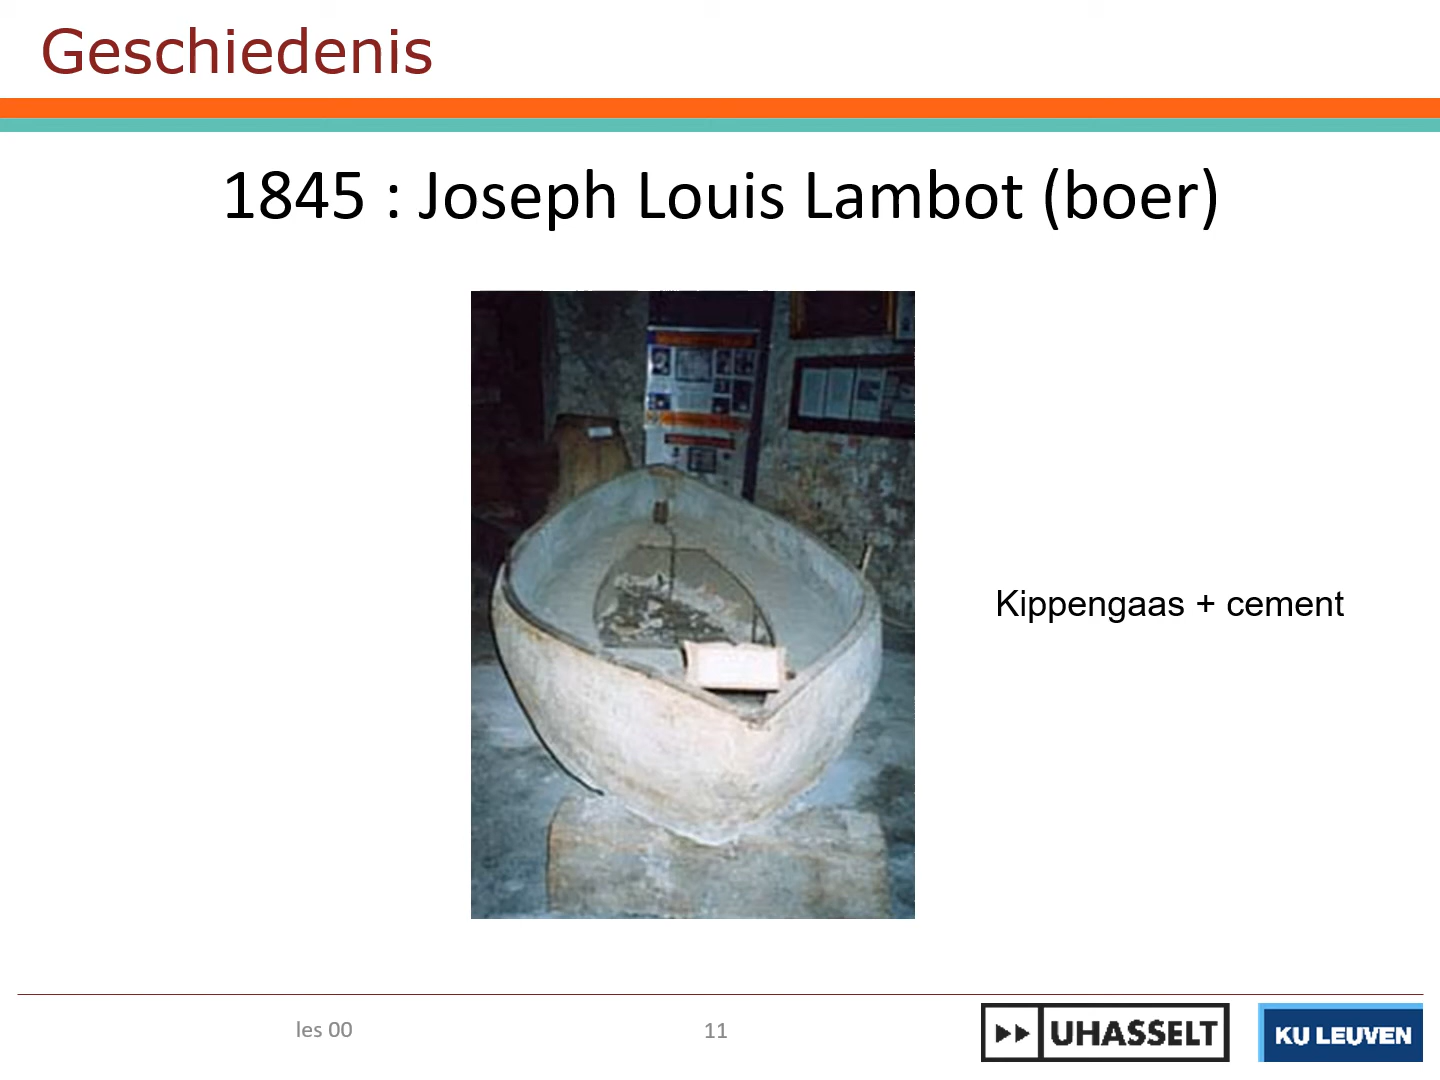 Geschiedenis
1845 : Joseph Louis Lambot (boer)
Kippengaas + cement
les 00
11
UHASSELT
KU LEUVEN